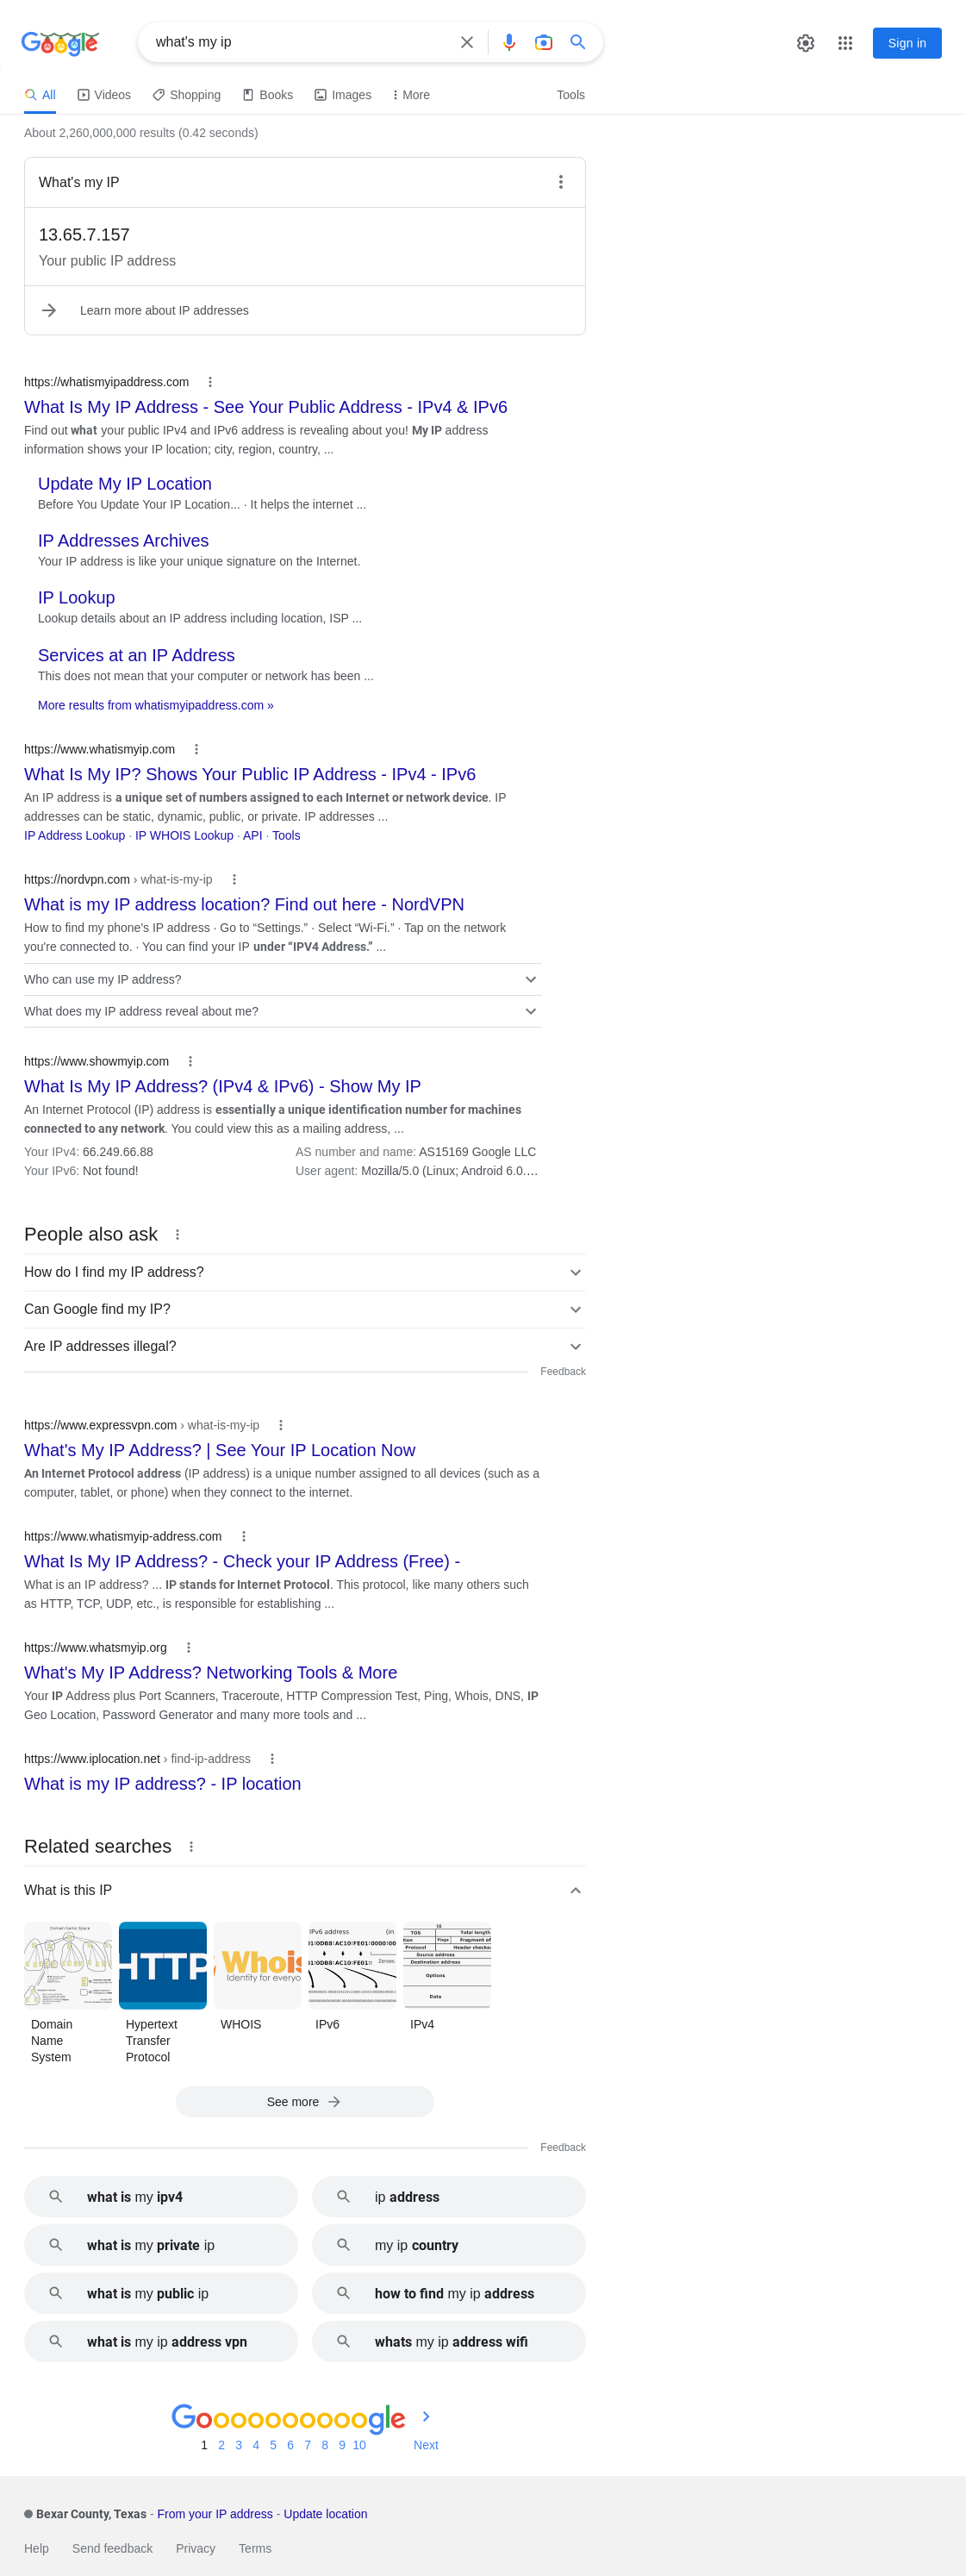 Google
what's my ip
Sign in
All
Videos
Shopping
Books
Images
More
Tools
About 2,260,000,000 results (0.42 seconds)
What's my IP
13.65.7.157
Your public IP address
Learn more about IP addresses
https://whatismyipaddress.com
What Is My IP Address - See Your Public Address - IPv4 & IPv6
Find out what your public IPv4 and IPv6 address is revealing about you! My IP address
information shows your IP location; city, region, country, ...
Update My IP Location
Before You Update Your IP Location... · It helps the internet ...
IP Addresses Archives
Your IP address is like your unique signature on the Internet.
IP Lookup
Lookup details about an IP address including location, ISP ...
Services at an IP Address
This does not mean that your computer or network has been ...
More results from whatismyipaddress.com »
https://www.whatismyip.com
What Is My IP? Shows Your Public IP Address - IPv4 - IPv6
An IP address is a unique set of numbers assigned to each Internet or network device. IP
addresses can be static, dynamic, public, or private. IP addresses ...
IP Address Lookup · IP WHOIS Lookup · API · Tools
https://nordvpn.com › what-is-my-ip
What is my IP address location? Find out here - NordVPN
How to find my phone's IP address · Go to “Settings.” · Select “Wi-Fi.” · Tap on the network
you're connected to. · You can find your IP under “IPV4 Address.” ...
Who can use my IP address?
What does my IP address reveal about me?
https://www.showmyip.com
What Is My IP Address? (IPv4 & IPv6) - Show My IP
An Internet Protocol (IP) address is essentially a unique identification number for machines
connected to any network. You could view this as a mailing address, ...
Your IPv4: 66.249.66.88
AS number and name: AS15169 Google LLC
Your IPv6: Not found!
User agent: Mozilla/5.0 (Linux; Android 6.0....
People also ask
How do I find my IP address?
Can Google find my IP?
Are IP addresses illegal?
Feedback
https://www.expressvpn.com › what-is-my-ip
What's My IP Address? | See Your IP Location Now
An Internet Protocol address (IP address) is a unique number assigned to all devices (such as a
computer, tablet, or phone) when they connect to the internet.
https://www.whatismyip-address.com
What Is My IP Address? - Check your IP Address (Free) -
What is an IP address? ... IP stands for Internet Protocol. This protocol, like many others such
as HTTP, TCP, UDP, etc., is responsible for establishing ...
https://www.whatsmyip.org
What's My IP Address? Networking Tools & More
Your IP Address plus Port Scanners, Traceroute, HTTP Compression Test, Ping, Whois, DNS, IP
Geo Location, Password Generator and many more tools and ...
https://www.iplocation.net › find-ip-address
What is my IP address? - IP location
Related searches
What is this IP
Domain Name Space
HTTP
Whois
Identity for everyo
IPv6 address (in
Zeroes
16
TOS
Total length
Flags
Fragment of
Protocol
Header checks
Source address
Destination address
Options
Data
Domain
Name
System
Hypertext
Transfer
Protocol
WHOIS
IPv6
IPv4
See more
Feedback
what is my ipv4
ip address
what is my private ip
my ip country
what is my public ip
how to find my ip address
what is my ip address vpn
whats my ip address wifi
Goooooooooogle
1 2 3 4 5 6 7 8 9 10 Next
Bexar County, Texas - From your IP address - Update location
Help
Send feedback
Privacy
Terms